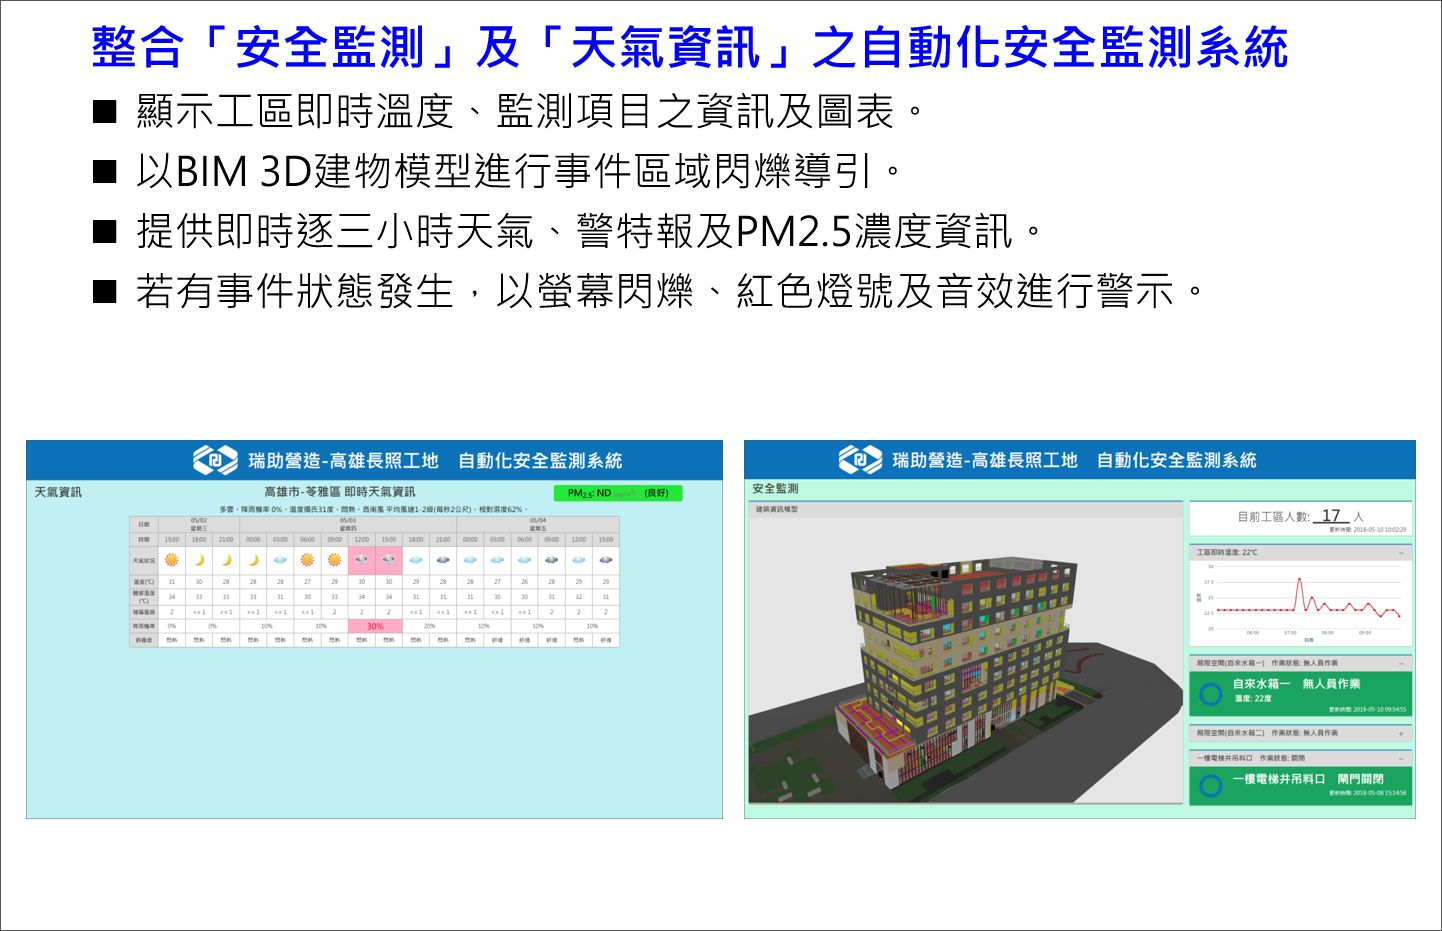 整合「安全監測」及「天氣資訊」之自動化安全監測系統
■ 顯示工區即時溫度、監測項目之資訊及圖表。
■ 以BIM 3D建物模型進行事件區域閃爍導引。
■ 提供即時逐三小時天氣、警特報及PM2.5濃度資訊。
■ 若有事件狀態發生，以螢幕閃爍、紅色燈號及音效進行警示。
瑞助營造-高雄長照工地 自動化安全監測系統
天氣資訊
高雄市-苓雅區 即時天氣資訊
PM2.5: ND (良好)
多雲。降雨機率 0%。溫度攝氏31度。悶熱。西南風 平均風速1-2級(每秒2公尺)。相對濕度62%。
日期 05/02 星期三 05/03 星期四 05/04 星期五
時間 15:00 18:00 21:00 00:00 03:00 06:00 09:00 12:00 15:00 18:00 21:00 00:00 03:00 06:00 09:00 12:00 15:00
天氣狀況
溫度(℃) 31 30 28 28 28 27 29 30 30 29 28 28 27 26 28 29 29
體感溫度(℃) 34 33 33 33 31 30 33 34 34 33 31 31 30 30 31 32 31
蒲福風級 2 <= 1 <= 1 <= 1 <= 1 <= 1 2 2 2 <= 1 <= 1 <= 1 <= 1 <= 1 2 2 2
降雨機率 0% 0% 10% 10% 30% 20% 10% 10% 10%
舒適度 悶熱 悶熱 悶熱 悶熱 悶熱 悶熱 悶熱 悶熱 悶熱 悶熱 悶熱 悶熱 舒適 舒適 舒適 悶熱 舒適
瑞助營造-高雄長照工地 自動化安全監測系統
安全監測
建築資訊模型
目前工區人數: 17 人
更新時間: 2018-05-10 10:02:29
工區即時溫度: 22℃ −
30
27.5
25
22.5
20
06:00 07:00 08:00 09:00
時間
局限空間(自來水箱一) 作業狀態: 無人員作業 −
自來水箱一 無人員作業
溫度: 22度
更新時間: 2018-05-10 09:54:55
局限空間(自來水箱二) 作業狀態: 無人員作業 +
一樓電梯井吊料口 作業狀態: 關閉 −
一樓電梯井吊料口 閘門關閉
更新時間: 2018-05-08 15:14:58